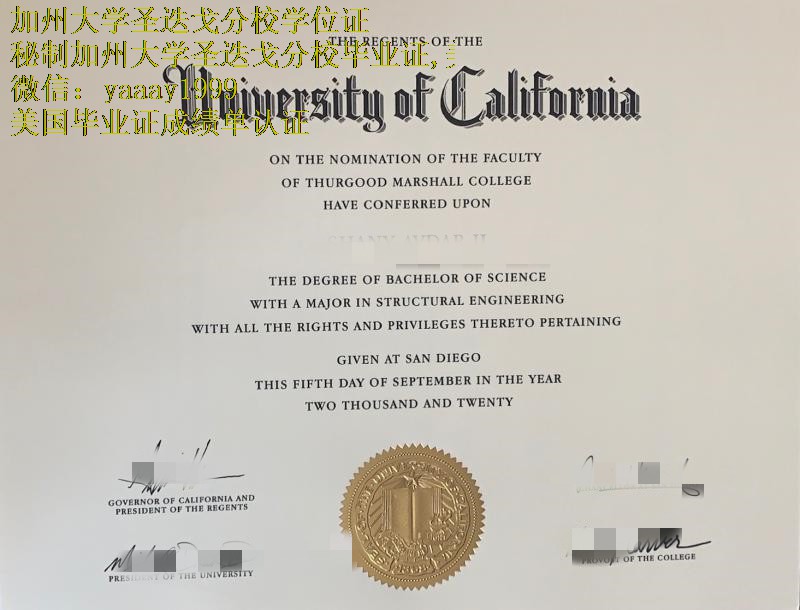 加州大学圣迭戈分校学位证
THE REGENTS OF THE
秘制加州大学圣迭戈分校毕业证,
University of California
微信: yaaay1999
美国毕业证成绩单认证
ON THE NOMINATION OF THE FACULTY
OF THURGOOD MARSHALL COLLEGE
HAVE CONFERRED UPON
THE DEGREE OF BACHELOR OF SCIENCE
WITH A MAJOR IN STRUCTURAL ENGINEERING
WITH ALL THE RIGHTS AND PRIVILEGES THERETO PERTAINING
GIVEN AT SAN DIEGO
THIS FIFTH DAY OF SEPTEMBER IN THE YEAR
TWO THOUSAND AND TWENTY
GOVERNOR OF CALIFORNIA AND
PRESIDENT OF THE REGENTS
PRESIDENT OF THE UNIVERSITY
PROVOST OF THE COLLEGE